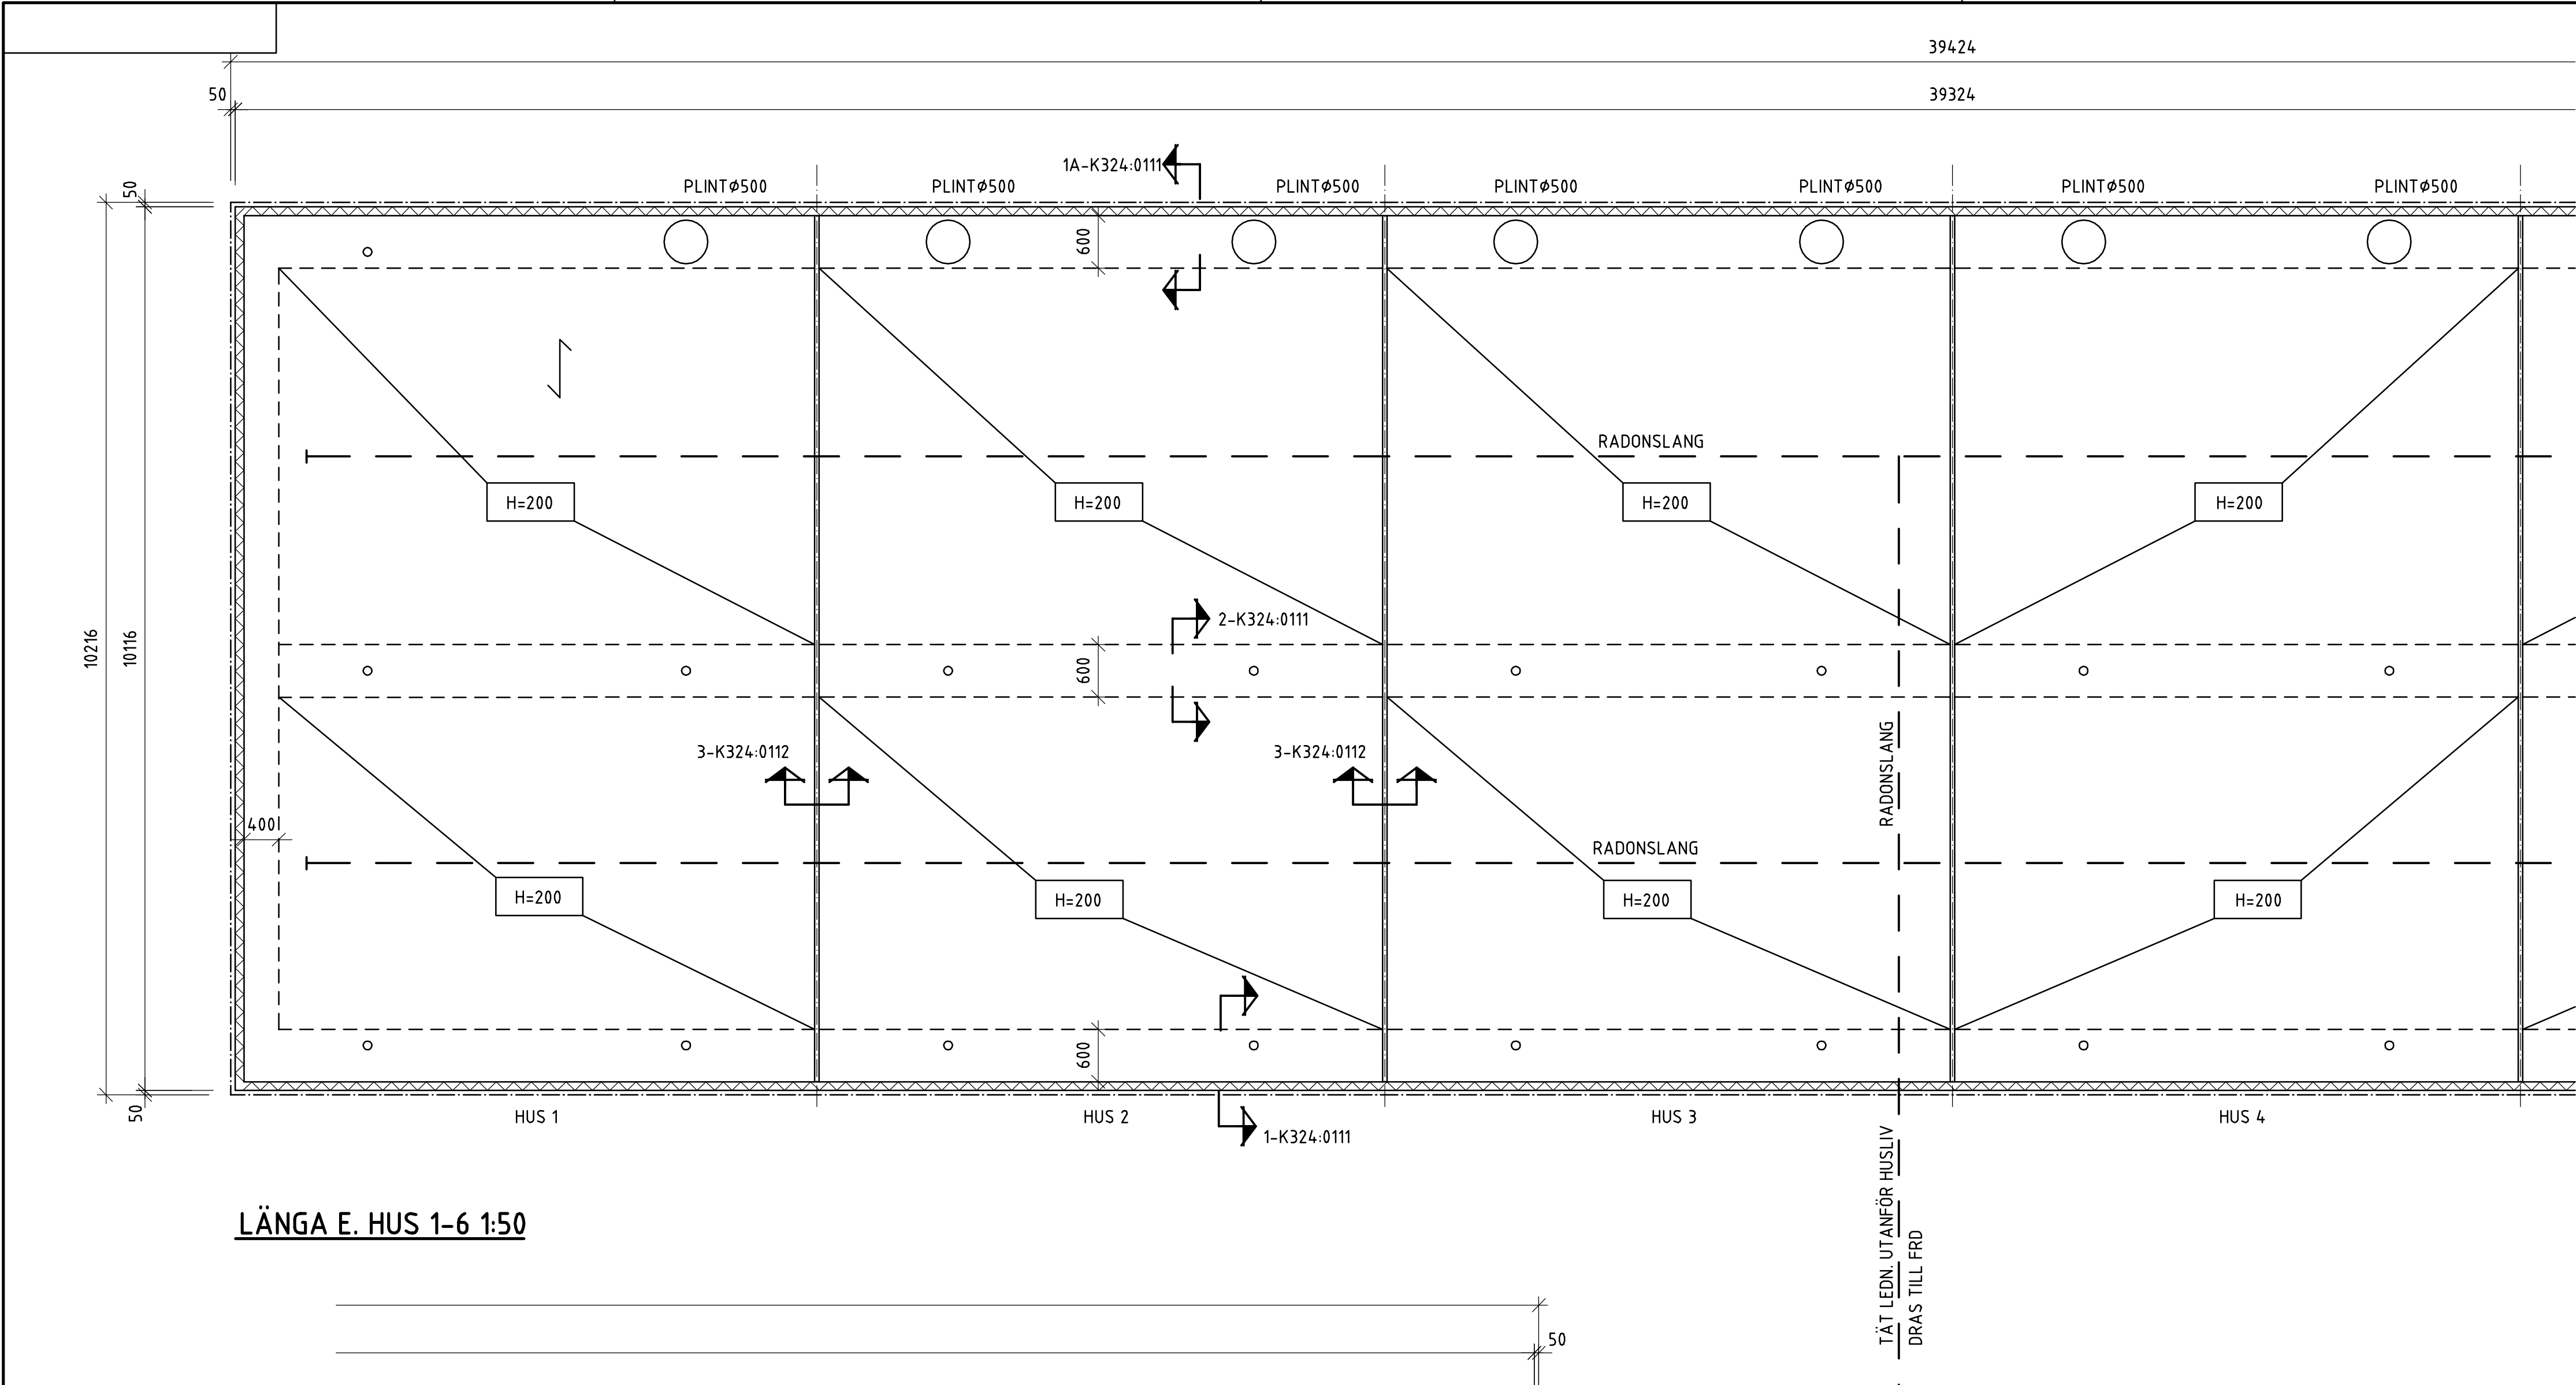 39424
50
39324
1A-K324:0111
50
PLINTØ500
PLINTØ500
PLINTØ500
PLINTØ500
PLINTØ500
PLINTØ500
PLINTØ500
600
RADONSLANG
H=200
H=200
H=200
H=200
2-K324:0111
10216
10116
600
3-K324:0112
3-K324:0112
RADONSLANG
400
RADONSLANG
H=200
H=200
H=200
H=200
600
50
HUS 1
HUS 2
HUS 3
HUS 4
1-K324:0111
LÄNGA E. HUS 1-6 1:50
TÄT LEDN. UTANFÖR HUSLIV
DRAS TILL FRD
50